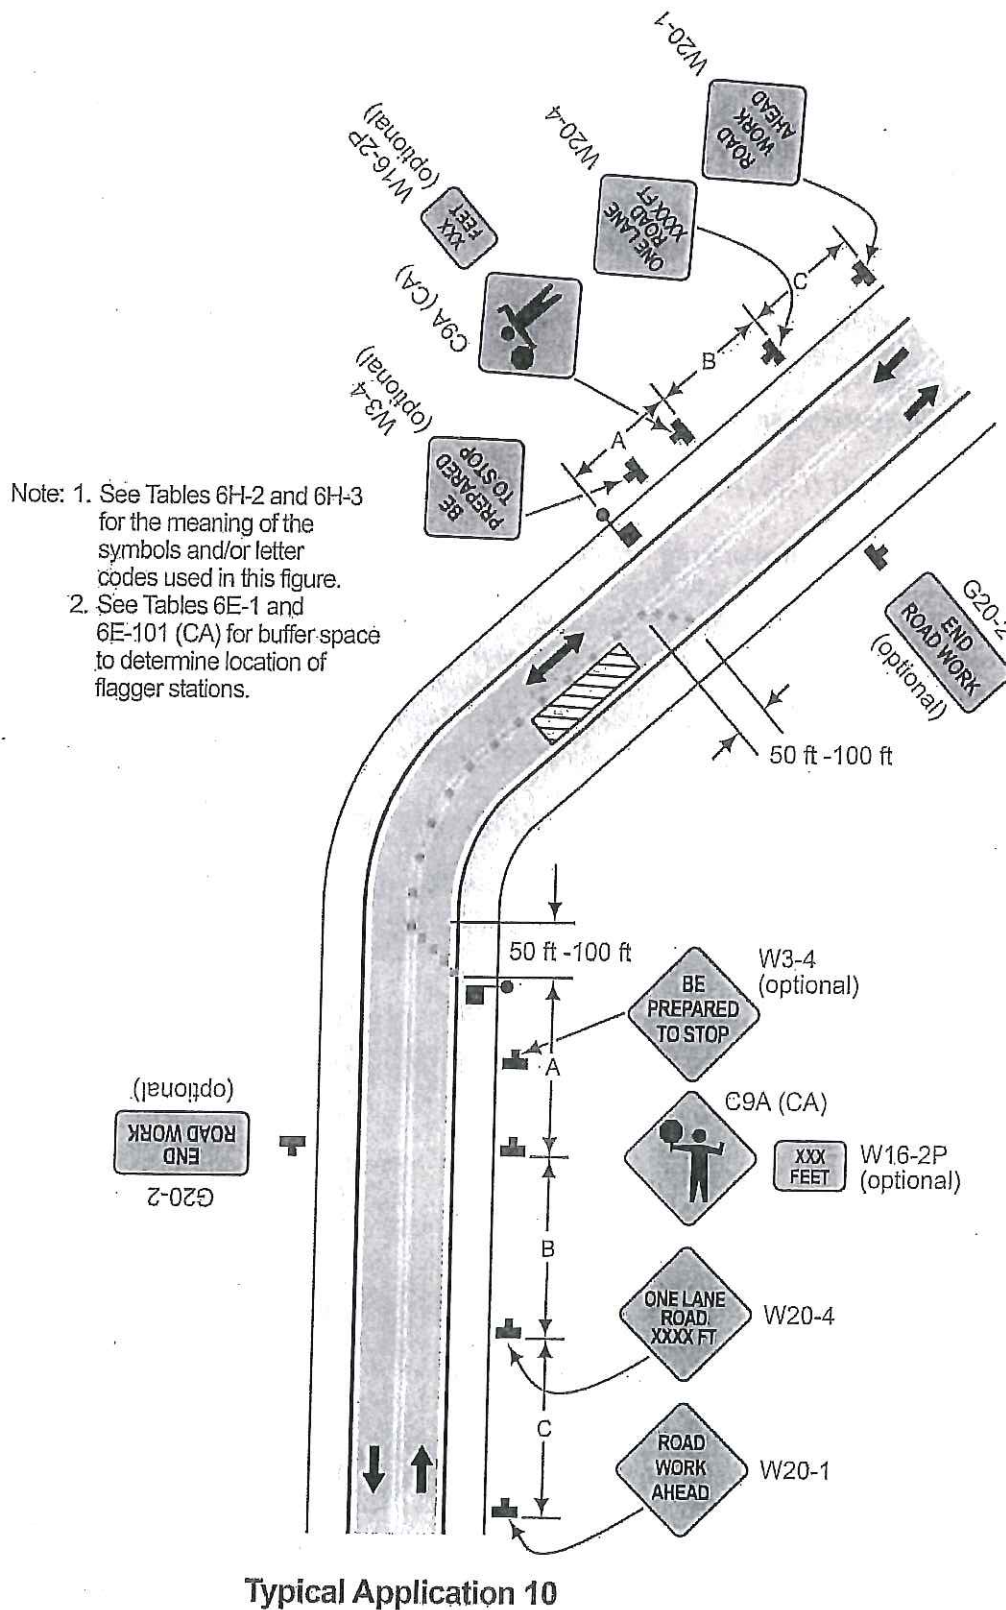 W20-1
ROAD
WORK
AHEAD
W20-4
ONE LANE
ROAD
XXXX FT
W16-2P
(optional)
XXX
FEET
C9A (CA)
W3-4
(optional)
BE
PREPARED
TO STOP
C
B
A
Note: 1. See Tables 6H-2 and 6H-3
for the meaning of the
symbols and/or letter
codes used in this figure.
2. See Tables 6E-1 and
6E-101 (CA) for buffer space
to determine location of
flagger stations.
G20-2
END
ROAD WORK
(optional)
50 ft -100 ft
50 ft -100 ft
W3-4
(optional)
BE
PREPARED
TO STOP
A
C9A (CA)
XXX
FEET
W16-2P
(optional)
(optional)
END
ROAD WORK
G20-2
B
ONE LANE
ROAD
XXXX FT
W20-4
C
ROAD
WORK
AHEAD
W20-1
Typical Application 10